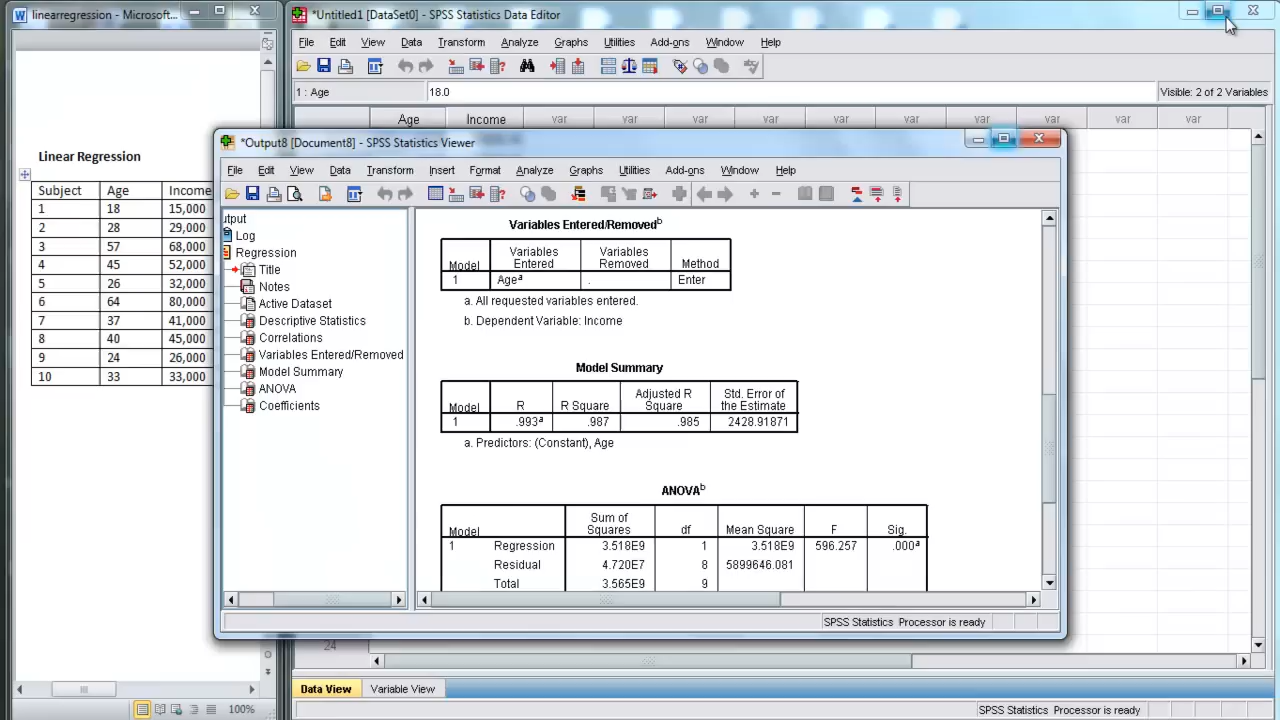 linearregression - Microsoft...
Linear Regression
Subject Age Income
1 18 15,000
2 28 29,000
3 57 68,000
4 45 52,000
5 26 32,000
6 64 80,000
7 37 41,000
8 40 45,000
9 24 26,000
10 33 33,000
100%
*Untitled1 [DataSet0] - SPSS Statistics Data Editor
File Edit View Data Transform Analyze Graphs Utilities Add-ons Window Help
1 : Age 18.0 Visible: 2 of 2 Variables
Age Income var var var var var var var var
*Output8 [Document8] - SPSS Statistics Viewer
File Edit View Data Transform Insert Format Analyze Graphs Utilities Add-ons Window Help
utput
Log
Regression
Title
Notes
Active Dataset
Descriptive Statistics
Correlations
Variables Entered/Removed
Model Summary
ANOVA
Coefficients
Variables Entered/Removedb
Model Variables Entered Variables Removed Method
1 Agea . Enter
a. All requested variables entered.
b. Dependent Variable: Income
Model Summary
Model R R Square Adjusted R Square Std. Error of the Estimate
1 .993a .987 .985 2428.91871
a. Predictors: (Constant), Age
ANOVAb
Model Sum of Squares df Mean Square F Sig.
1 Regression 3.518E9 1 3.518E9 596.257 .000a
Residual 4.720E7 8 5899646.081
Total 3.565E9 9
SPSS Statistics Processor is ready
24
Data View Variable View
SPSS Statistics Processor is ready